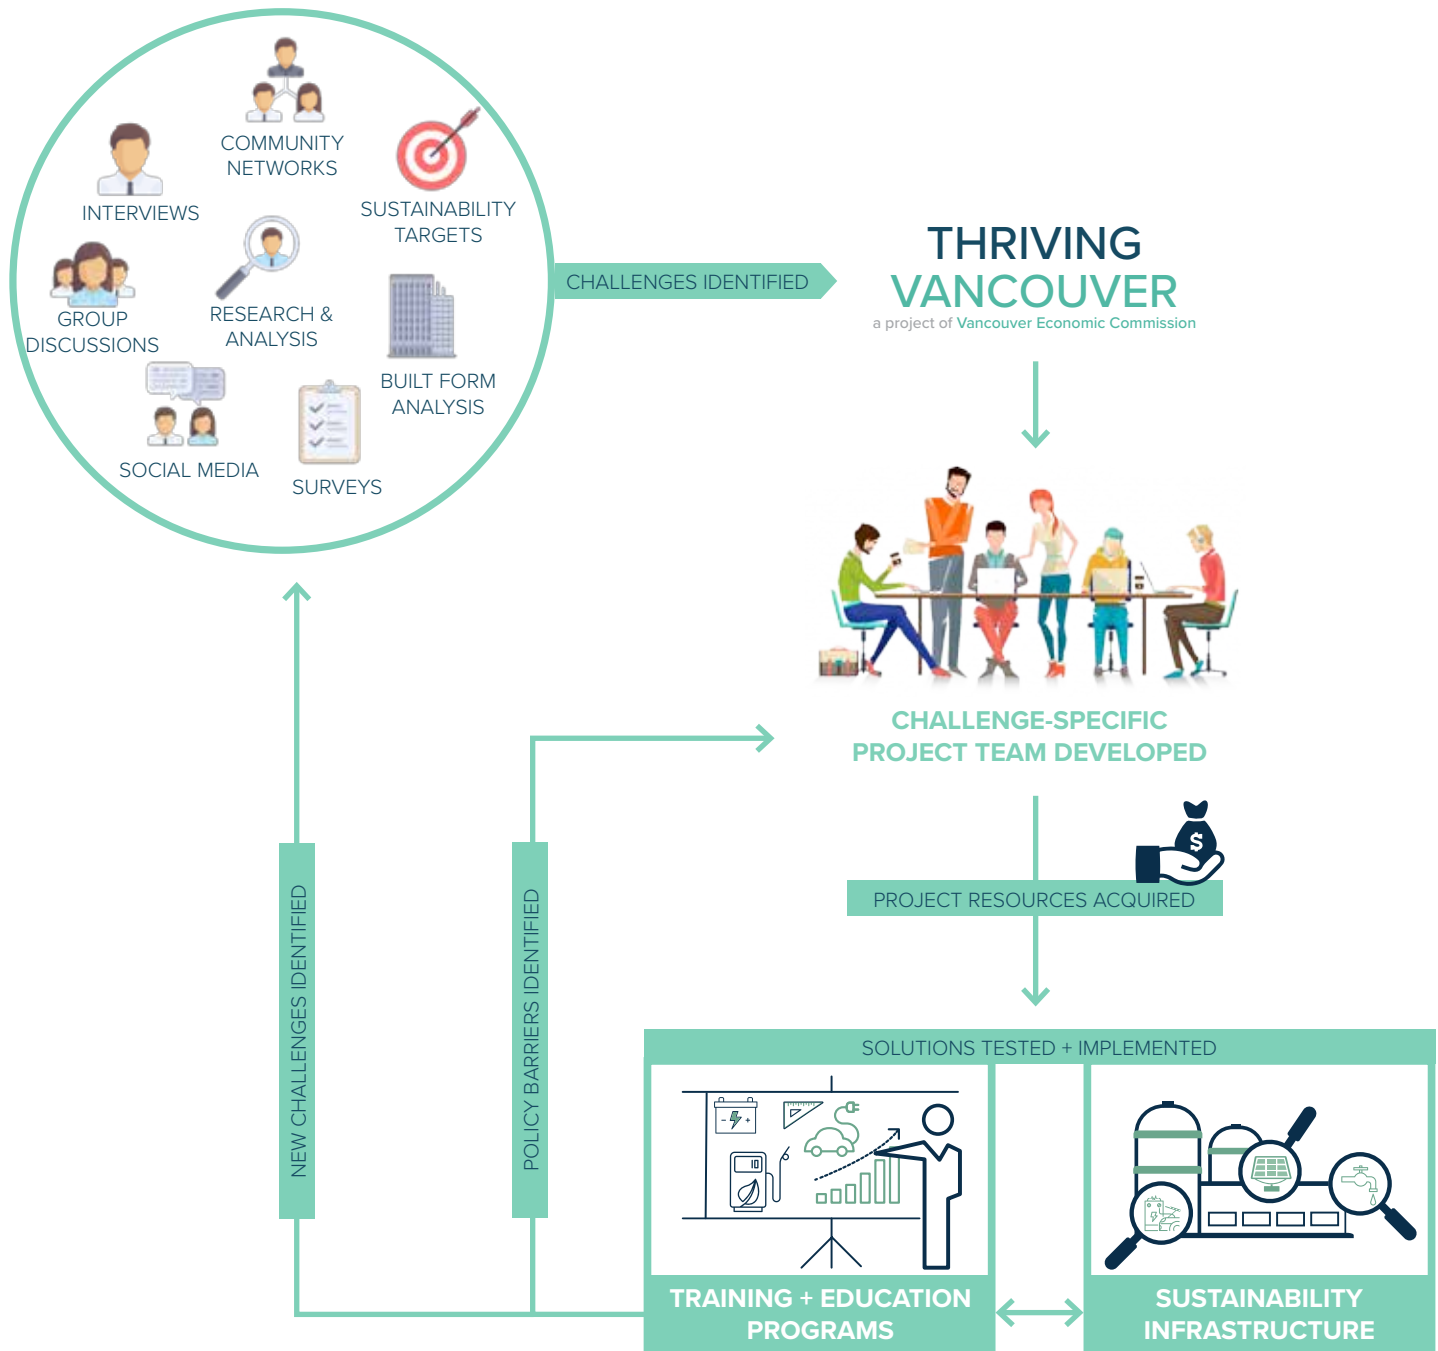 COMMUNITY
NETWORKS
INTERVIEWS
SUSTAINABILITY
TARGETS
GROUP
DISCUSSIONS
RESEARCH &
ANALYSIS
BUILT FORM
ANALYSIS
SOCIAL MEDIA
SURVEYS
CHALLENGES IDENTIFIED
THRIVING
VANCOUVER
a project of Vancouver Economic Commission
CHALLENGE-SPECIFIC
PROJECT TEAM DEVELOPED
$
PROJECT RESOURCES ACQUIRED
NEW CHALLENGES IDENTIFIED
POLICY BARRIERS IDENTIFIED
SOLUTIONS TESTED + IMPLEMENTED
- +
10
TRAINING + EDUCATION
PROGRAMS
SUSTAINABILITY
INFRASTRUCTURE